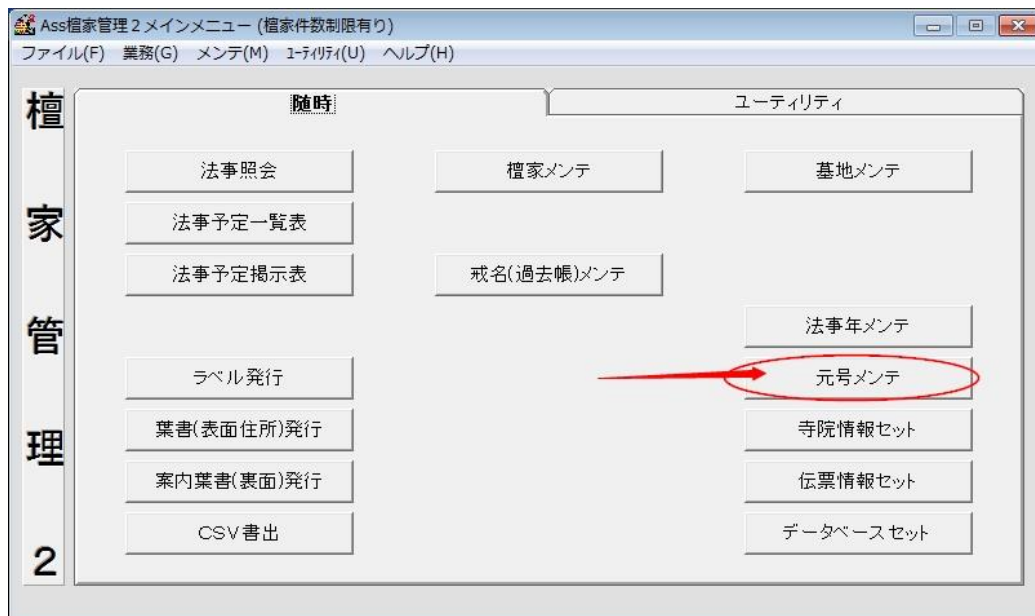 Ass檀家管理２メインメニュー (檀家件数制限有り)
ファイル(F) 業務(G) メンテ(M) ﾕｰﾃｨﾘﾃｨ(U) ヘルプ(H)
檀家管理２
随時 ユーティリティ
法事照会 檀家メンテ 墓地メンテ
法事予定一覧表
法事予定掲示表 戒名(過去帳)メンテ
法事年メンテ
ラベル発行 元号メンテ
葉書(表面住所)発行 寺院情報セット
案内葉書(裏面)発行 伝票情報セット
CSV書出 データベースセット